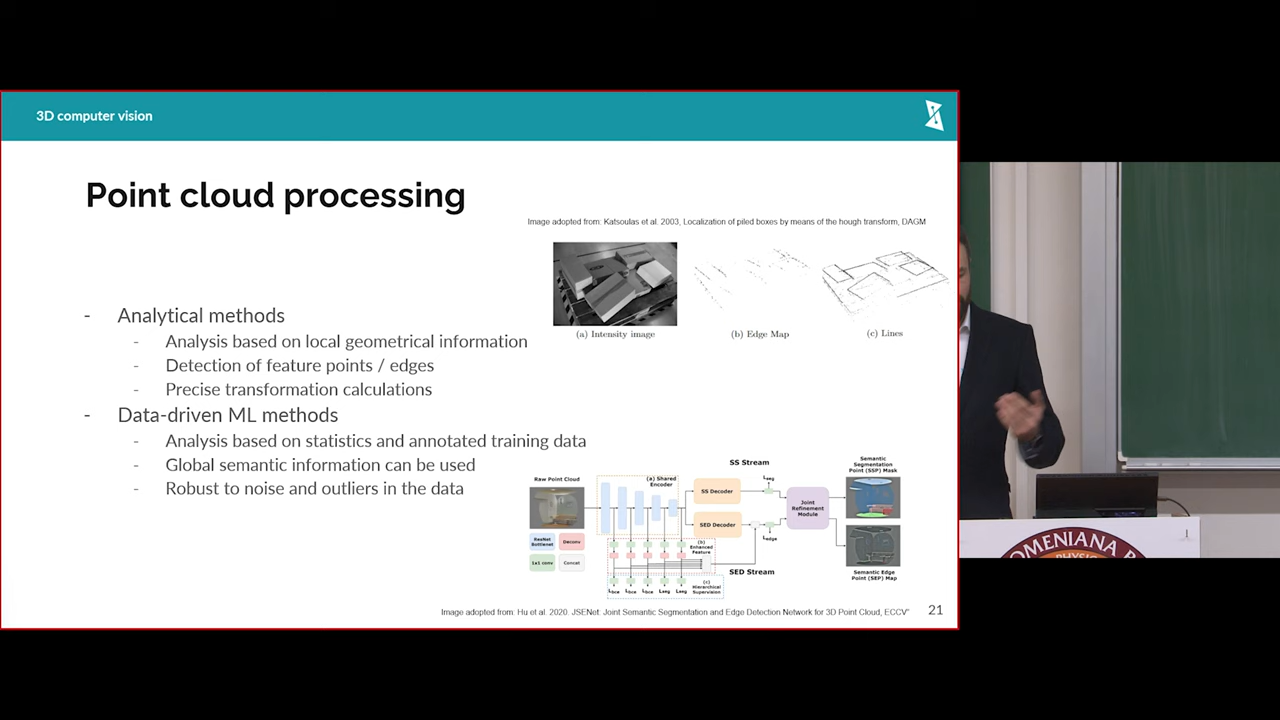 3D computer vision
Point cloud processing
Image adopted from: Katsoulas et al. 2003, Localization of piled boxes by means of the hough transform, DAGM
(a) Intensity image
(b) Edge Map
(c) Lines
- Analytical methods
- Analysis based on local geometrical information
- Detection of feature points / edges
- Precise transformation calculations
- Data-driven ML methods
- Analysis based on statistics and annotated training data
- Global semantic information can be used
- Robust to noise and outliers in the data
Raw Point Cloud
(a) Shared
Encoder
SS Stream
SS Decoder
SED Decoder
Lseg
Ledge
Joint
Refinement
Module
Semantic
Segmentation
Point (SSP) Mask
ResNet
Bottleneck
Deconv
1x1 conv
Concat
(b)
Enhanced
Feature
(c)
Hierarchical
Supervision
SED Stream
Semantic Edge
Point (SEP) Map
Image adopted from: Hu et al. 2020. JSENet: Joint Semantic Segmentation and Edge Detection Network for 3D Point Cloud, ECCV"
21
OMENIANA
PHYSIC
1